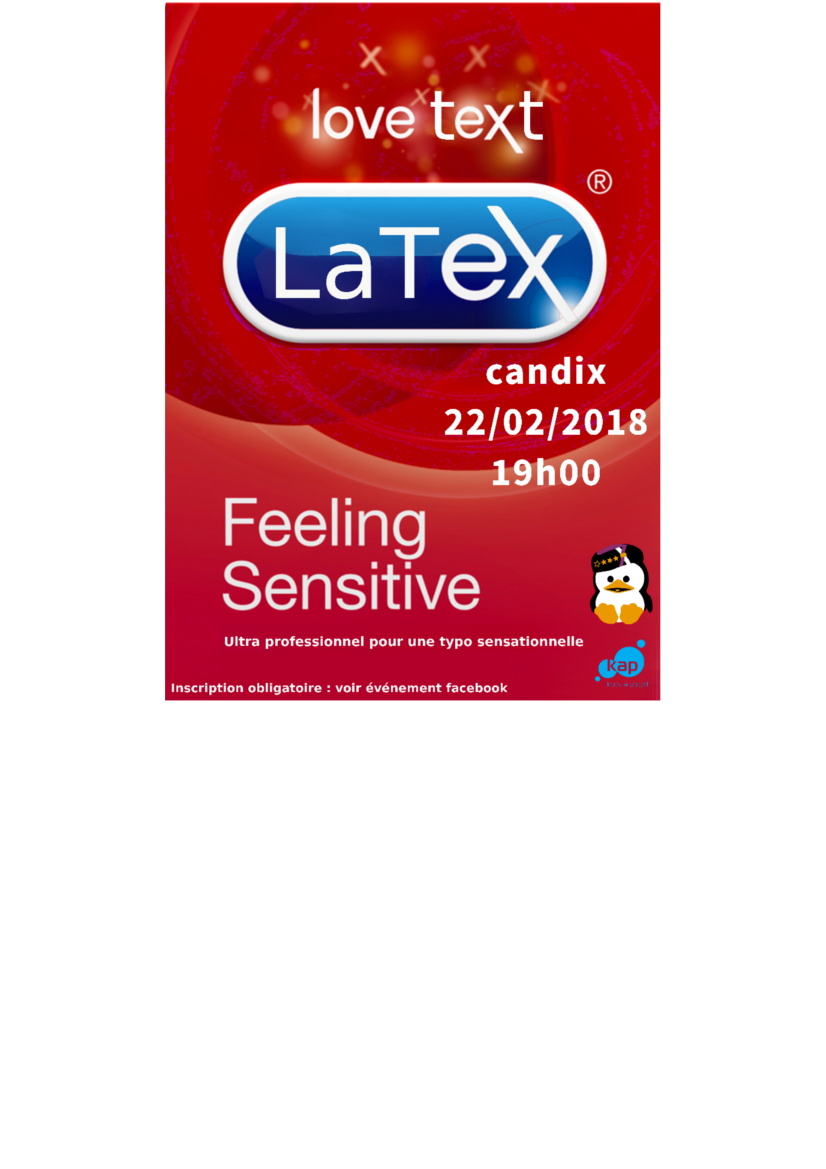 love text
®
LaTeX
candix
22/02/2018
19h00
Feeling
Sensitive
Ultra professionnel pour une typo sensationnelle
kap
Inscription obligatoire : voir événement facebook